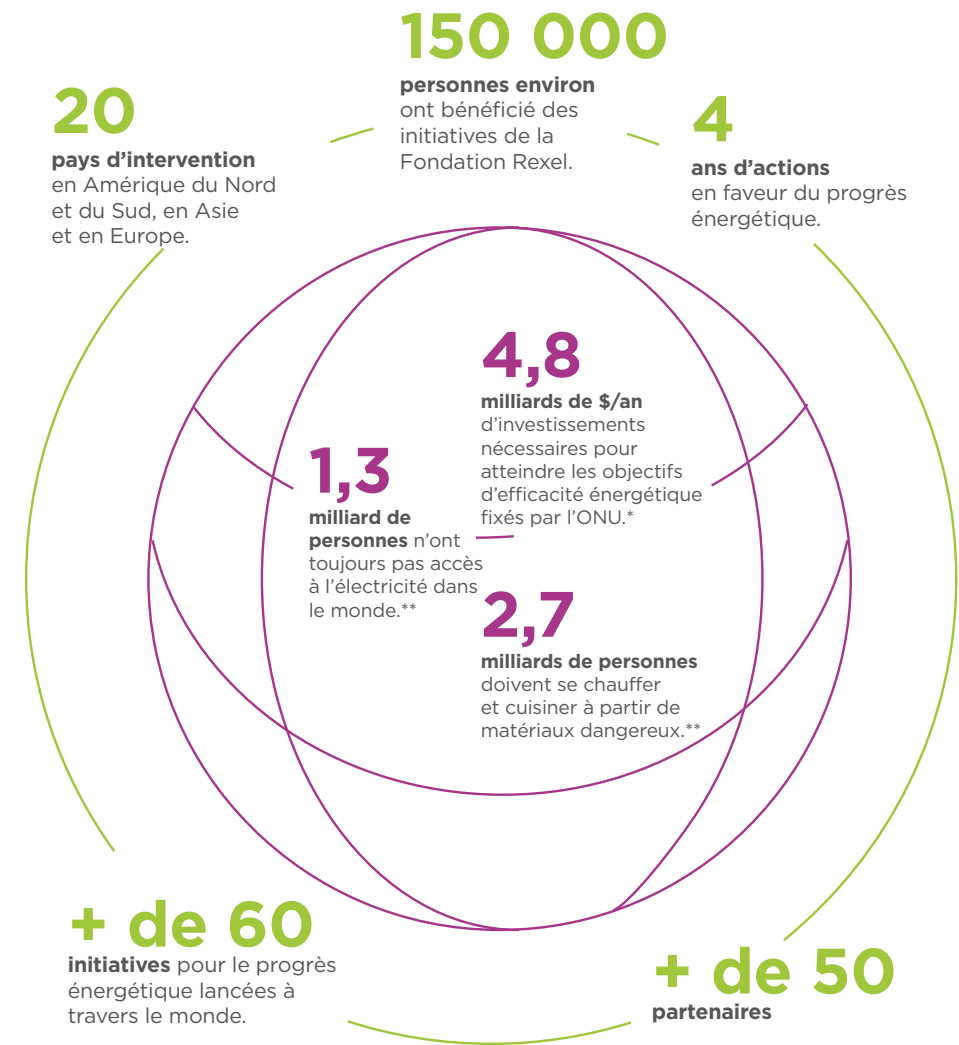 150 000
personnes environ
ont bénéficié des
initiatives de la
Fondation Rexel.
20
pays d’intervention
en Amérique du Nord
et du Sud, en Asie
et en Europe.
4
ans d’actions
en faveur du progrès
énergétique.
4,8
milliards de $/an
d’investissements
nécessaires pour
atteindre les objectifs
d’efficacité énergétique
fixés par l’ONU.*
1,3
milliard de
personnes n’ont
toujours pas accès
à l’électricité dans
le monde.**
2,7
milliards de personnes
doivent se chauffer
et cuisiner à partir de
matériaux dangereux.**
+ de 60
initiatives pour le progrès
énergétique lancées à
travers le monde.
+ de 50
partenaires